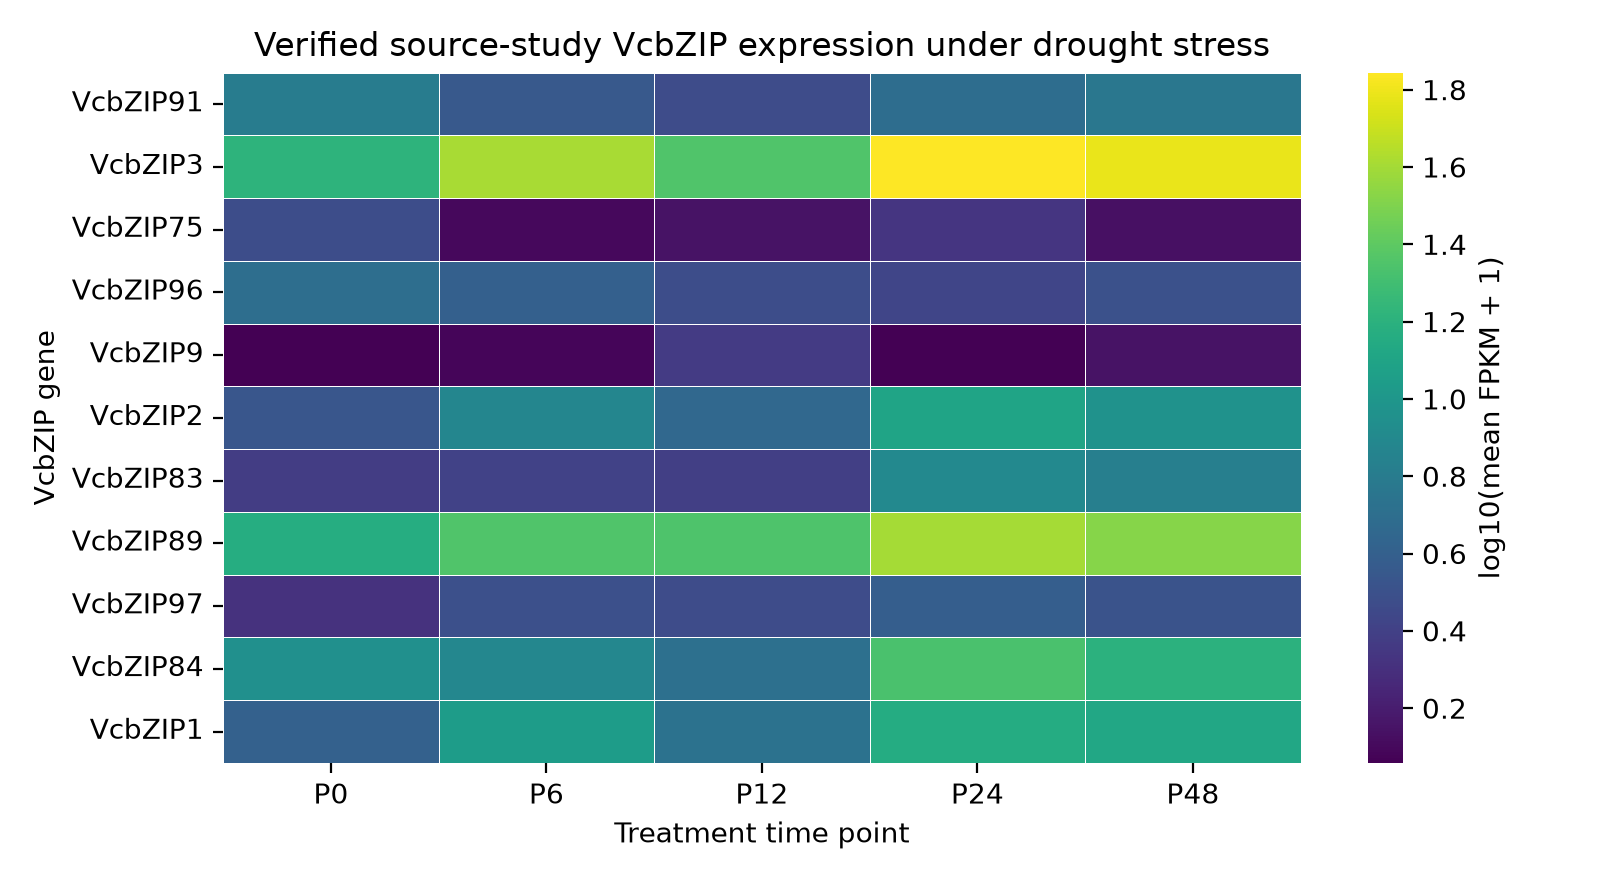 Verified source-study VcbZIP expression under drought stress
VcbZIP gene
VcbZIP91
VcbZIP3
VcbZIP75
VcbZIP96
VcbZIP9
VcbZIP2
VcbZIP83
VcbZIP89
VcbZIP97
VcbZIP84
VcbZIP1
P0 P6 P12 P24 P48
Treatment time point
1.8
1.6
1.4
1.2
1.0
0.8
0.6
0.4
0.2
log10(mean FPKM + 1)